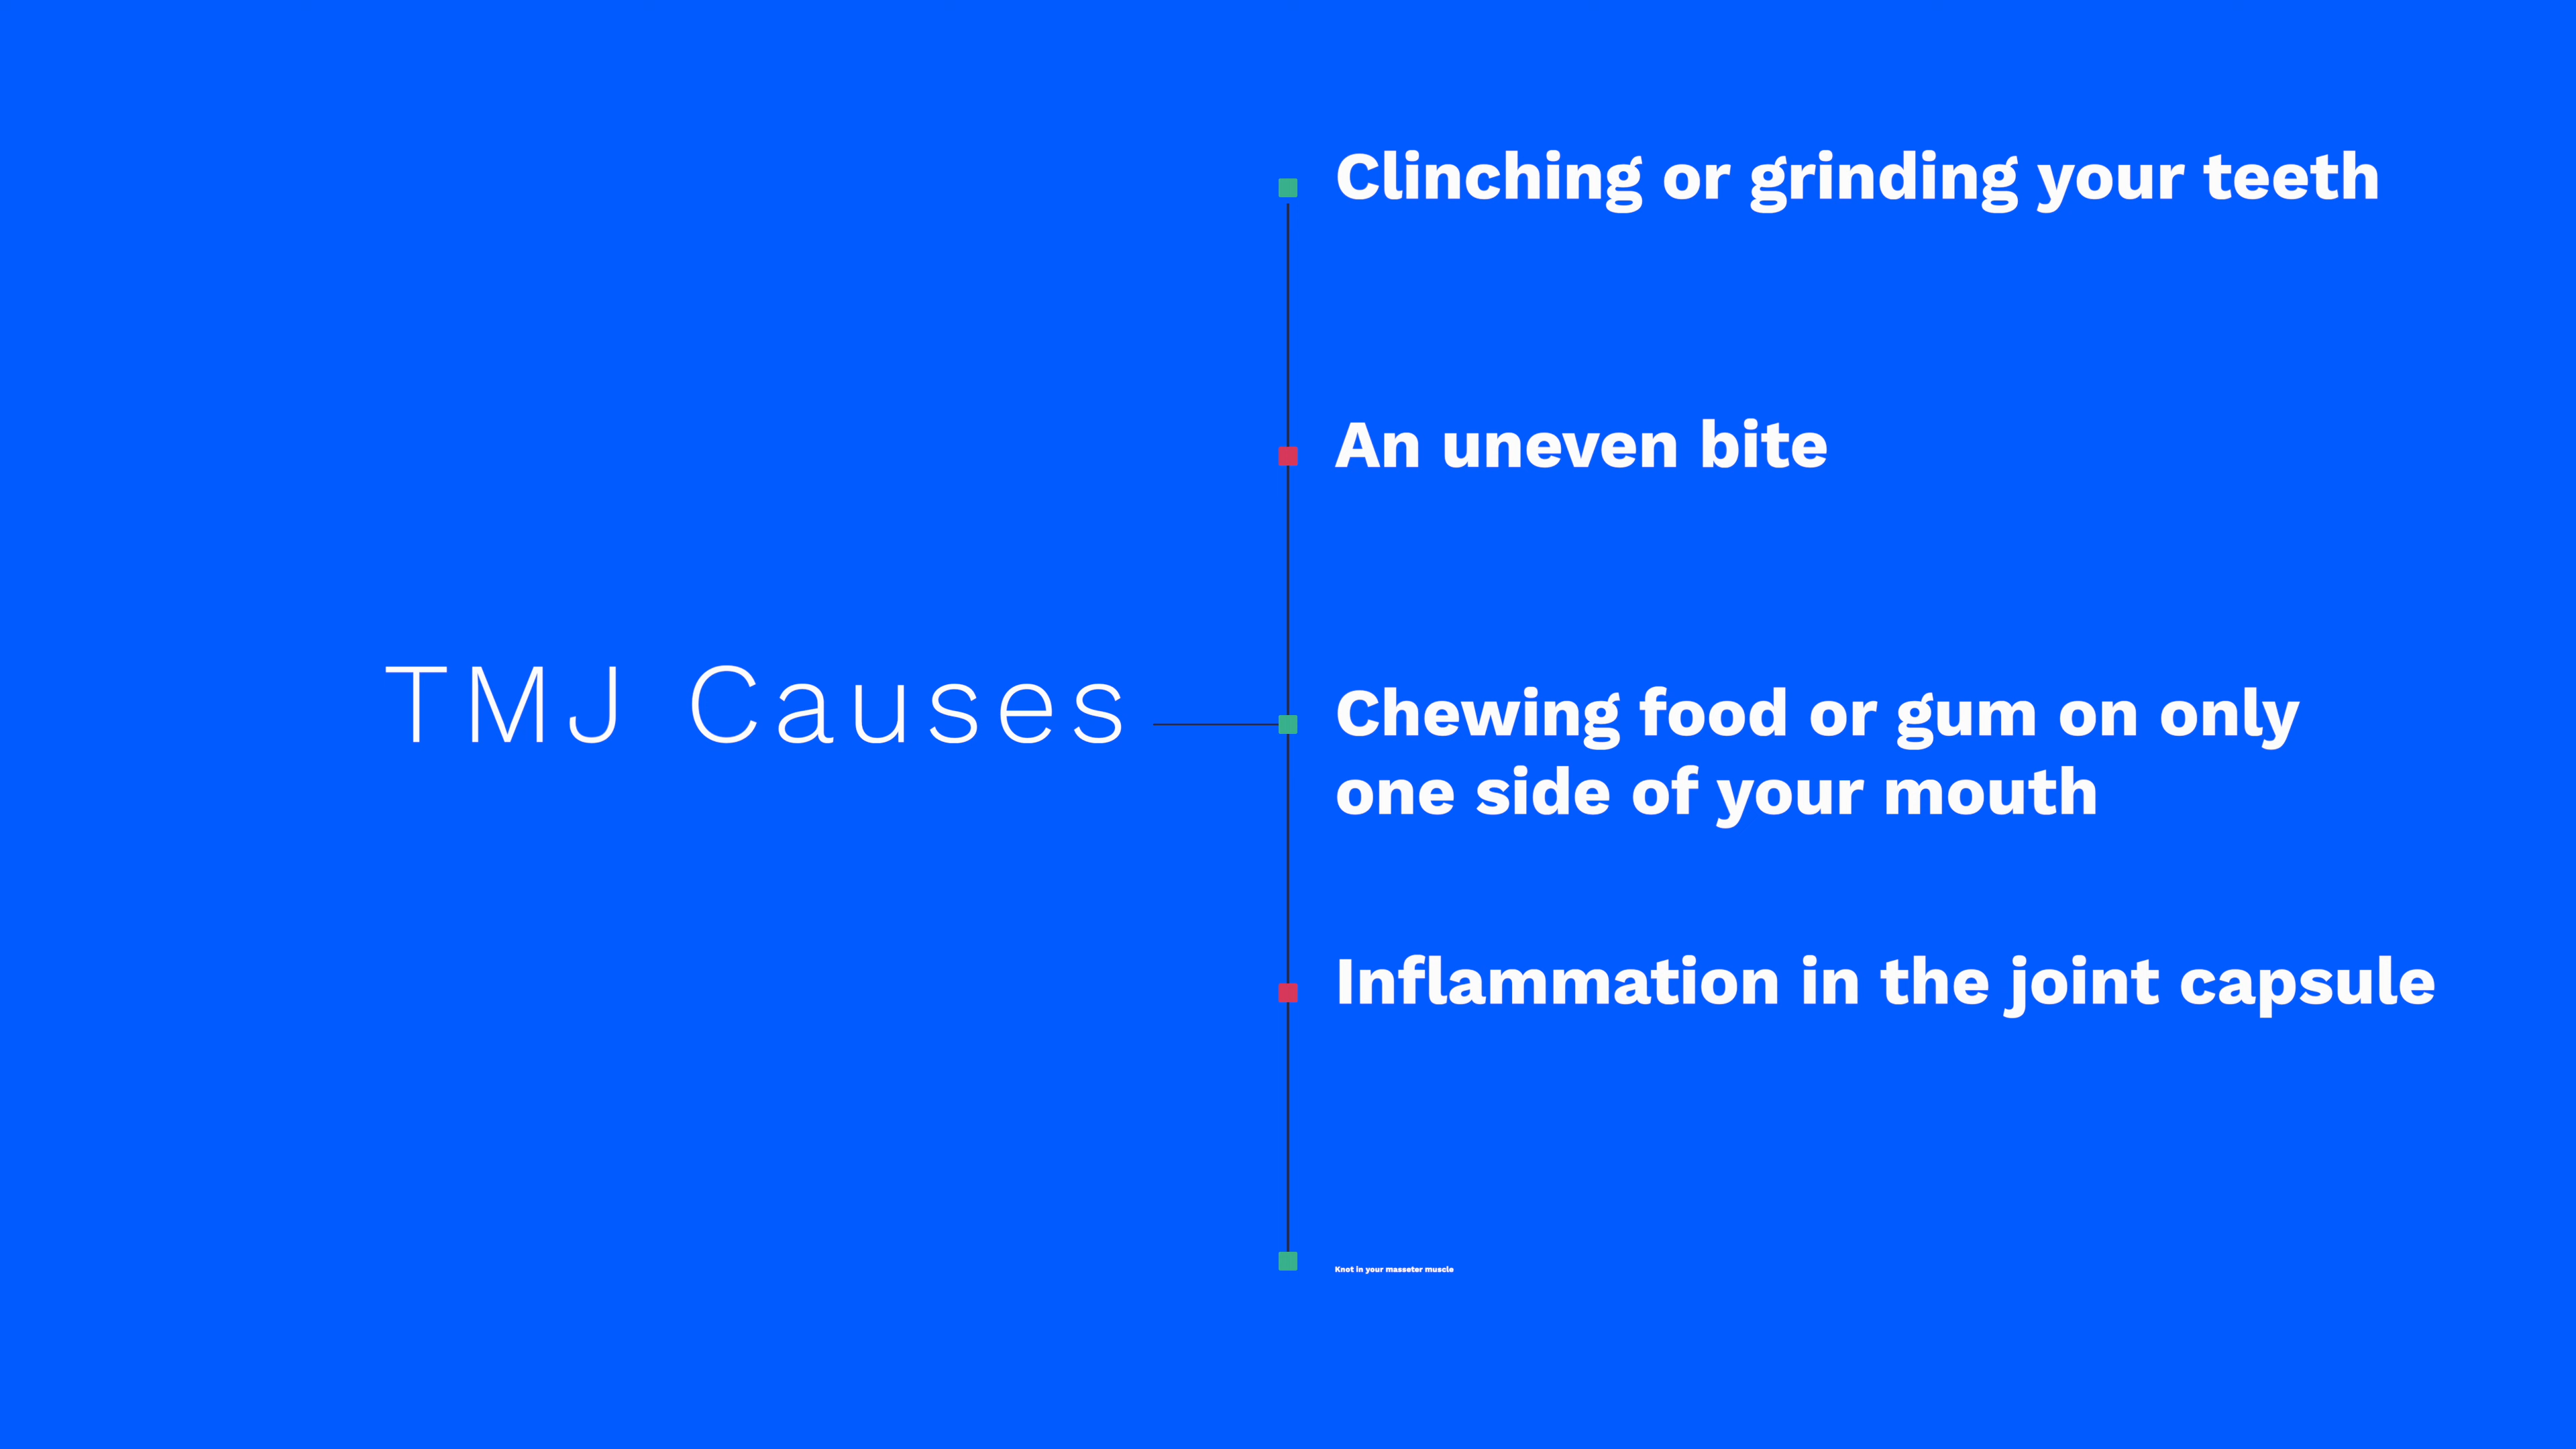 Clinching or grinding your teeth
An uneven bite
TMJ Causes
Chewing food or gum on only
one side of your mouth
Inflammation in the joint capsule
Knot in your masseter muscle